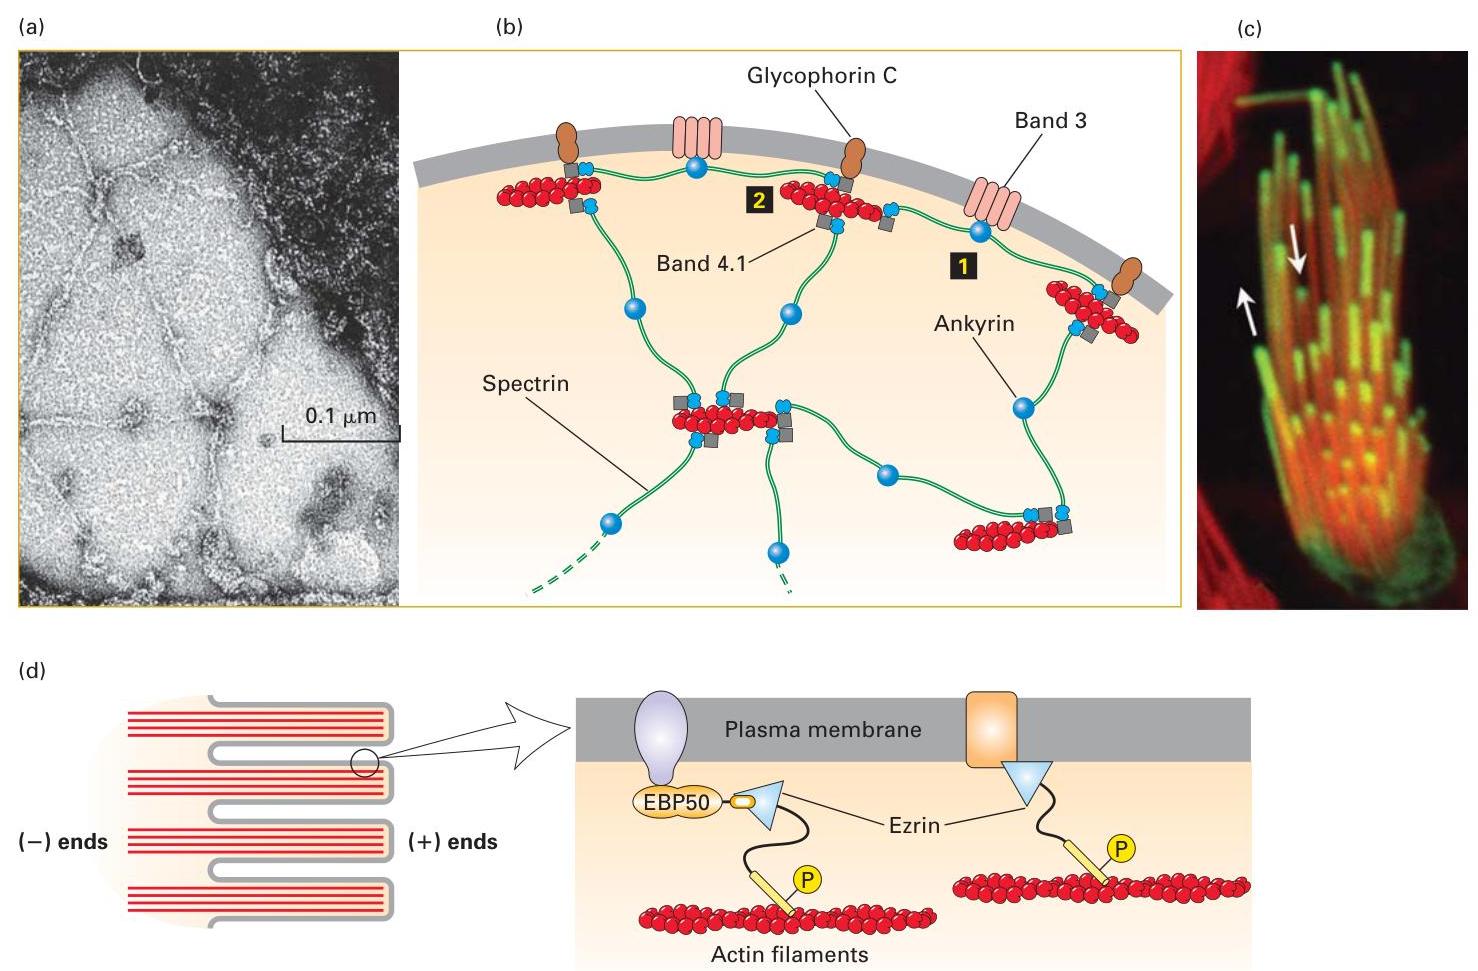 (a)
(b)
(c)
Glycophorin C
Band 3
2
Band 4.1
1
Ankyrin
Spectrin
0.1 μm
(d)
Plasma membrane
EBP50
Ezrin
(−) ends
(+) ends
P
P
Actin filaments